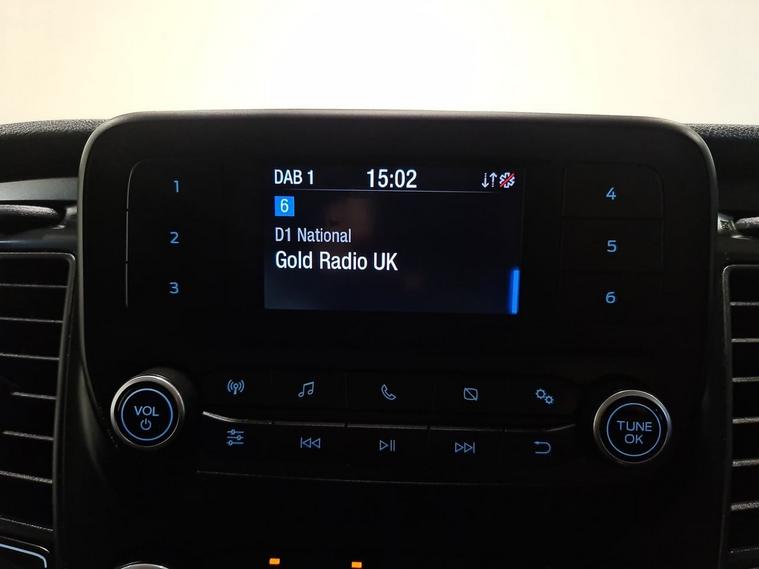 DAB 1 15:02
6
D1 National
Gold Radio UK
1
2
3
4
5
6
VOL
TUNE
OK